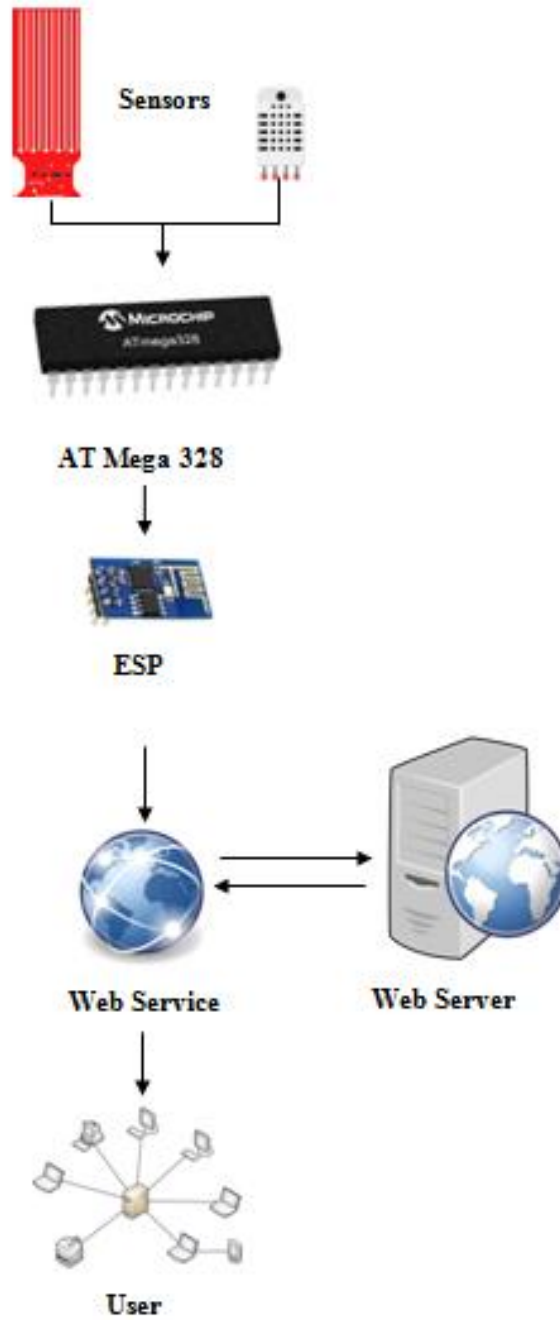 Sensors
MICROCHIP
ATmega328
AT Mega 328
ESP
Web Service
Web Server
User